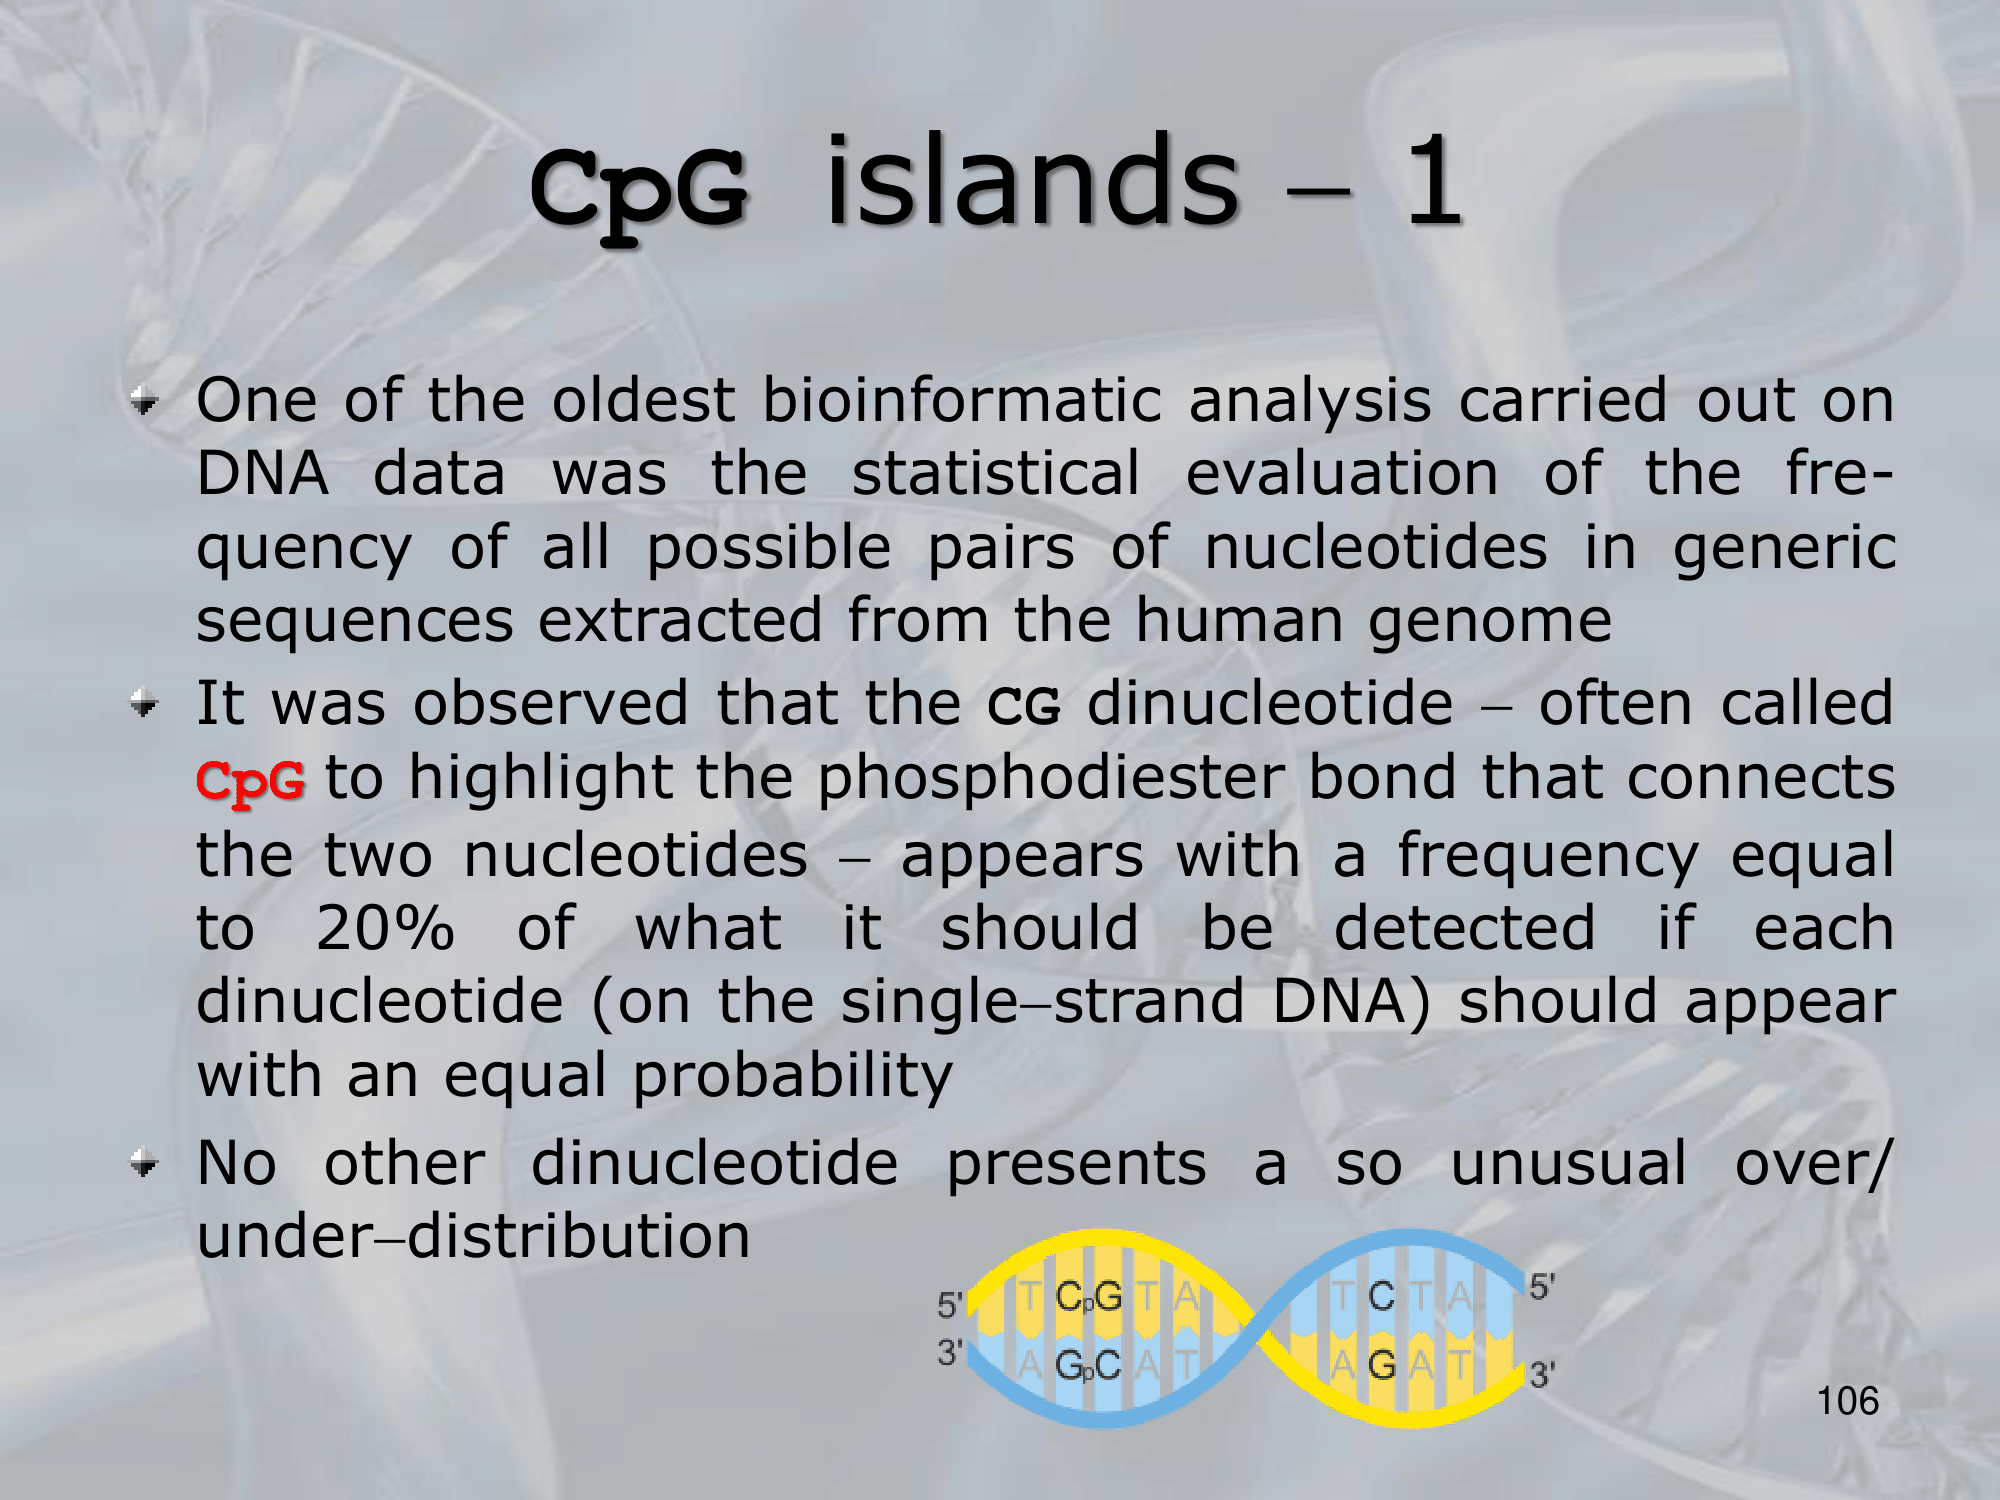 CpG islands – 1
One of the oldest bioinformatic analysis carried out on
DNA data was the statistical evaluation of the fre-
quency of all possible pairs of nucleotides in generic
sequences extracted from the human genome
It was observed that the CG dinucleotide – often called
CpG to highlight the phosphodiester bond that connects
the two nucleotides – appears with a frequency equal
to 20% of what it should be detected if each
dinucleotide (on the single–strand DNA) should appear
with an equal probability
No other dinucleotide presents a so unusual over/
under–distribution
5' T CpG T A T C T A 5'
3' A GpC A T A G A T 3'
106